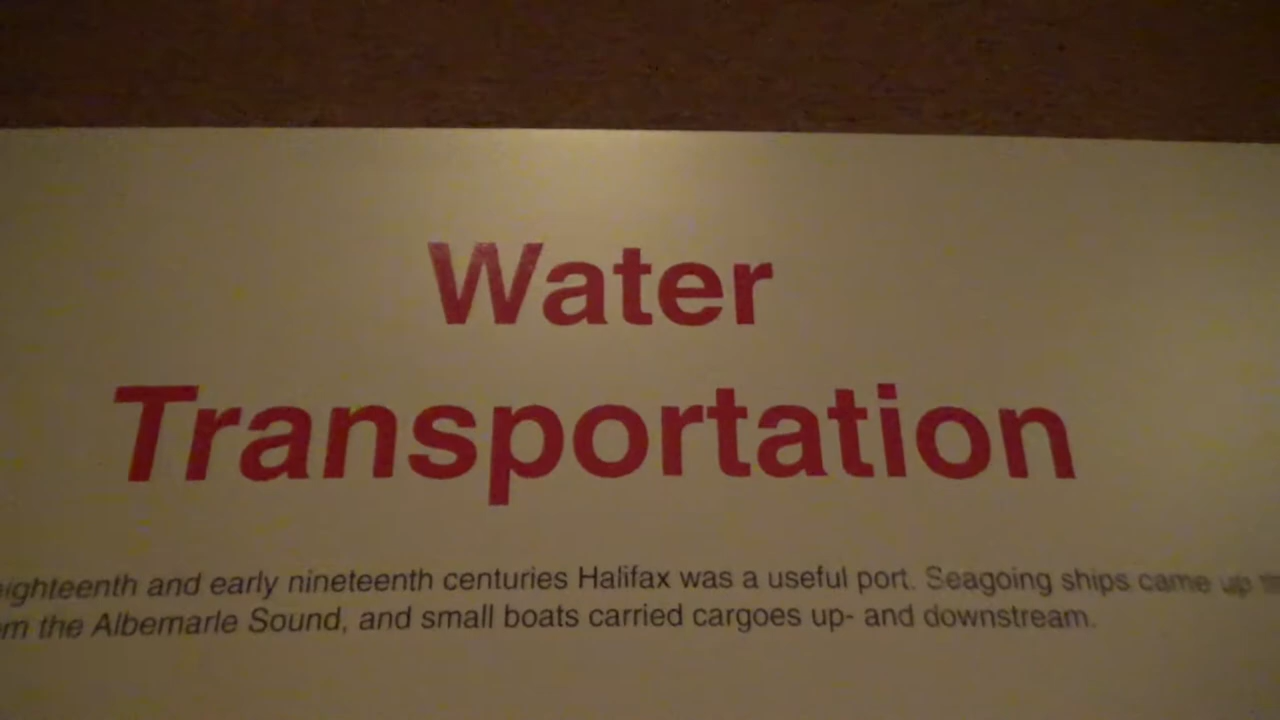 Water
Transportation
eighteenth and early nineteenth centuries Halifax was a useful port. Seagoing ships came up
the Albemarle Sound, and small boats carried cargoes up- and downstream.